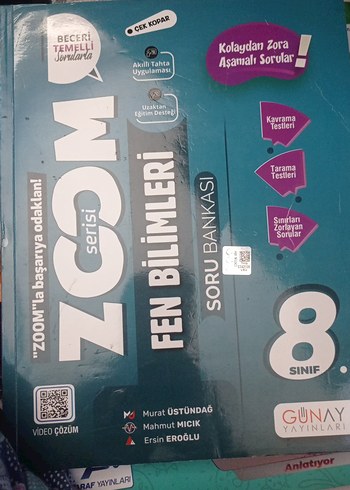 BECERİ
TEMELLİ
Sorularla
ÇEK KOPAR
Akıllı Tahta
Uygulaması
Uzaktan
Eğitim Desteği
Kolaydan Zora
Aşamalı Sorular!
Kavrama
Testleri
Tarama
Testleri
Sınırları
Zorlayan
Sorular
"ZOOM"la başarıya odaklan!
ZOOM
serisi
FEN BİLİMLERİ
SORU BANKASI
8.
SINIF
VİDEO ÇÖZÜM
Murat ÜSTÜNDAĞ
Mahmut MICIK
Ersin EROĞLU
GÜNAY
YAYINLARI
RAF YAYINLARI
Anlatıyor